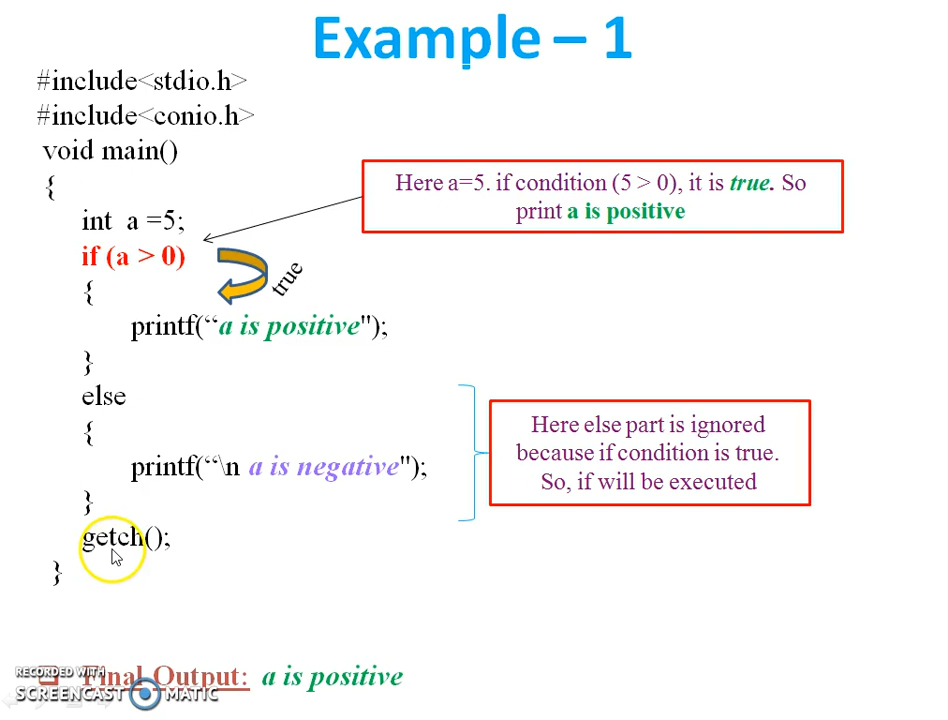 Example – 1
#include<stdio.h>
#include<conio.h>
void main()
{
Here a=5. if condition (5 > 0), it is true. So
print a is positive
int a =5;
if (a > 0)
true
{
printf(“a is positive");
}
else
{
Here else part is ignored
because if condition is true.
So, if will be executed
printf(“\n a is negative");
}
getch();
}
Final Output: a is positive
RECORDED WITH
SCREENCAST MATIC